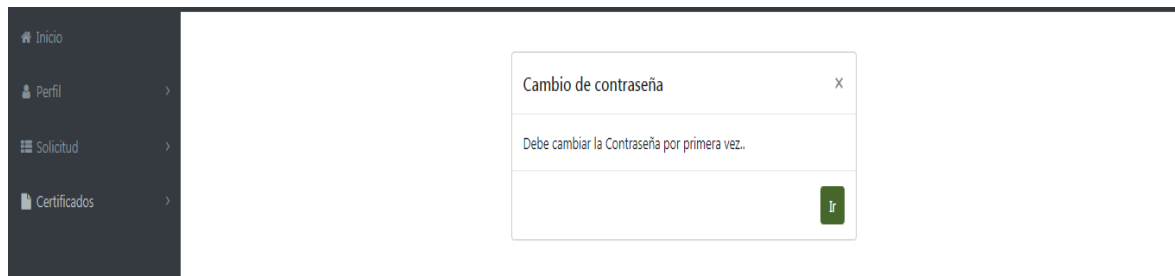 Inicio
Perfil
Solicitud
Certificados
Cambio de contraseña
×
Debe cambiar la Contraseña por primera vez..
Ir